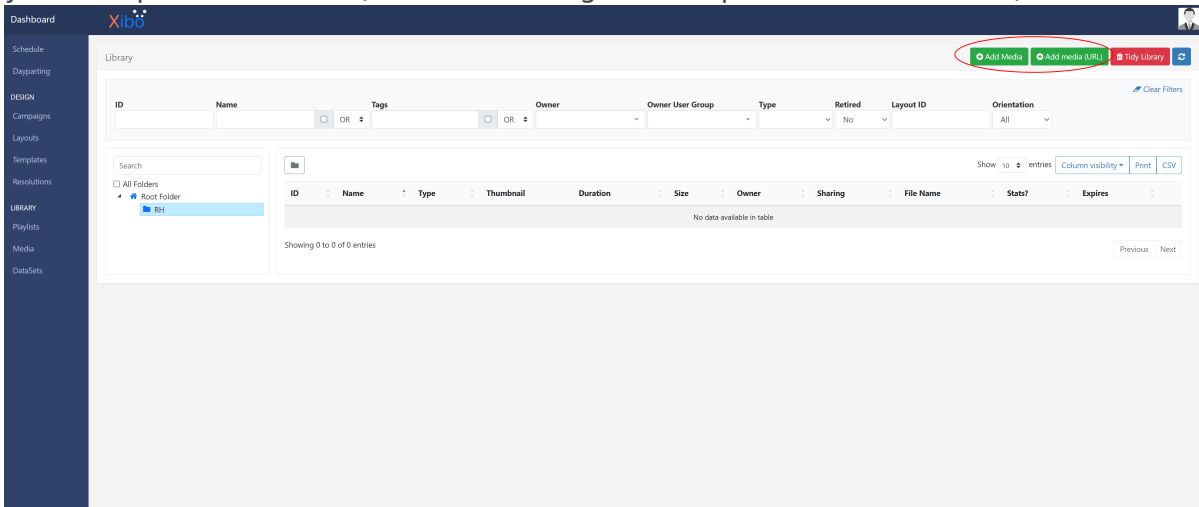 Dashboard
Xibo
Schedule
Dayparting
DESIGN
Campaigns
Layouts
Templates
Resolutions
LIBRARY
Playlists
Media
DataSets
Library
Add Media
Add media (URL)
Tidy Library
Clear Filters
ID Name Tags Owner Owner User Group Type Retired Layout ID Orientation
OR OR No All
Search
All Folders
Root Folder
RH
Show 10 entries Column visibility Print CSV
ID Name Type Thumbnail Duration Size Owner Sharing File Name Stats? Expires
No data available in table
Showing 0 to 0 of 0 entries
Previous Next